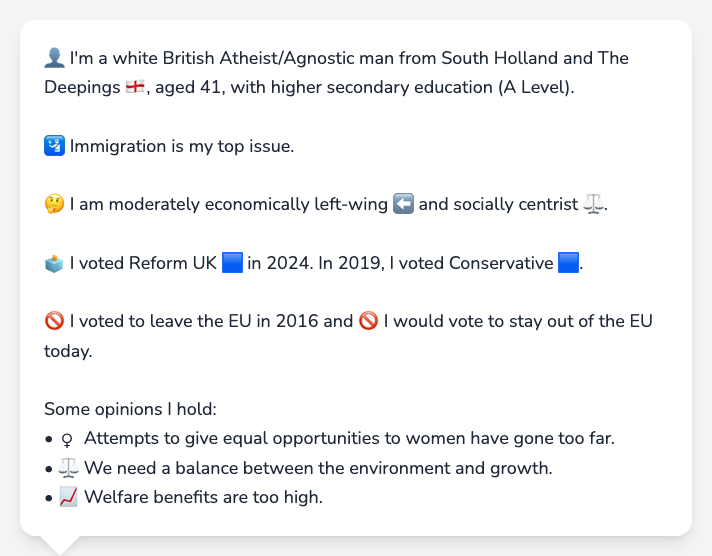 👤 I'm a white British Atheist/Agnostic man from South Holland and The
Deepings 🏴󠁧󠁢󠁥󠁮󠁧󠁿, aged 41, with higher secondary education (A Level).
🛂 Immigration is my top issue.
🤔 I am moderately economically left-wing ⬅️ and socially centrist ⚖️.
🗳️ I voted Reform UK 🟦 in 2024. In 2019, I voted Conservative 🟦.
🚫 I voted to leave the EU in 2016 and 🚫 I would vote to stay out of the EU
today.
Some opinions I hold:
• ♀ Attempts to give equal opportunities to women have gone too far.
• ⚖️ We need a balance between the environment and growth.
• 📈 Welfare benefits are too high.